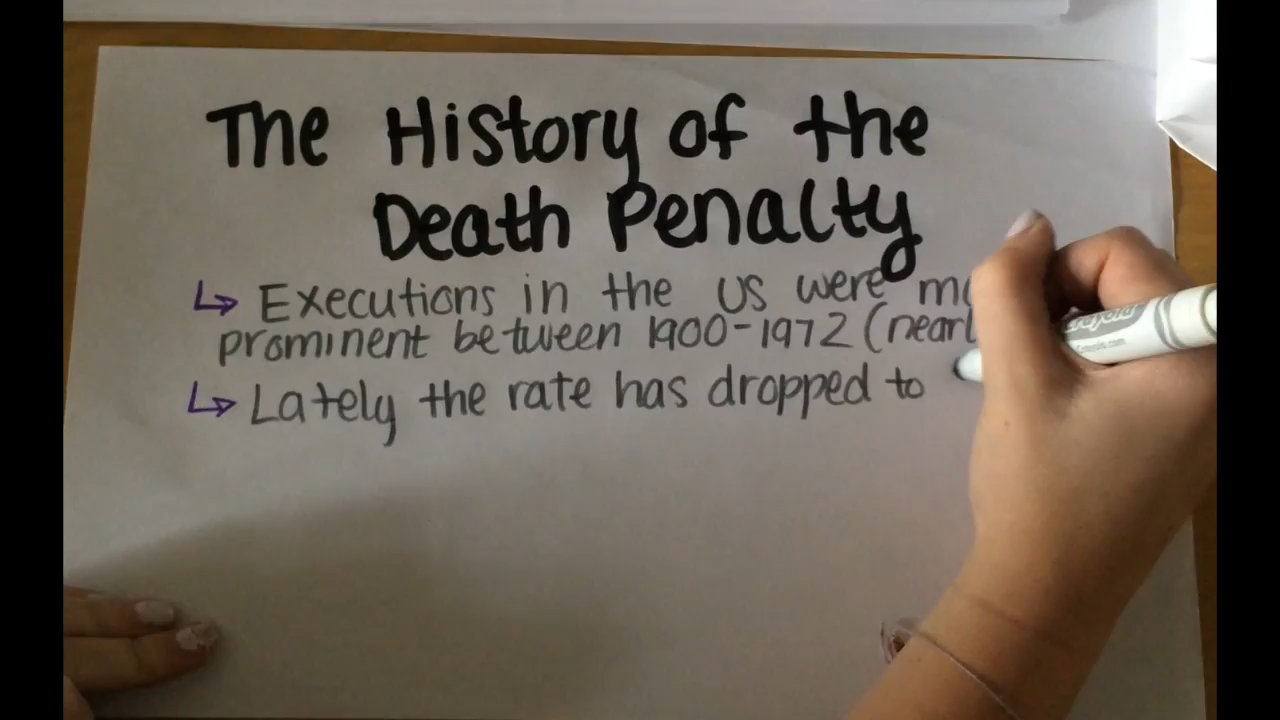 The History of the
Death Penalty
↳ Executions in the US were
prominent between 1900-1972 (
↳ Lately the rate has dropped to